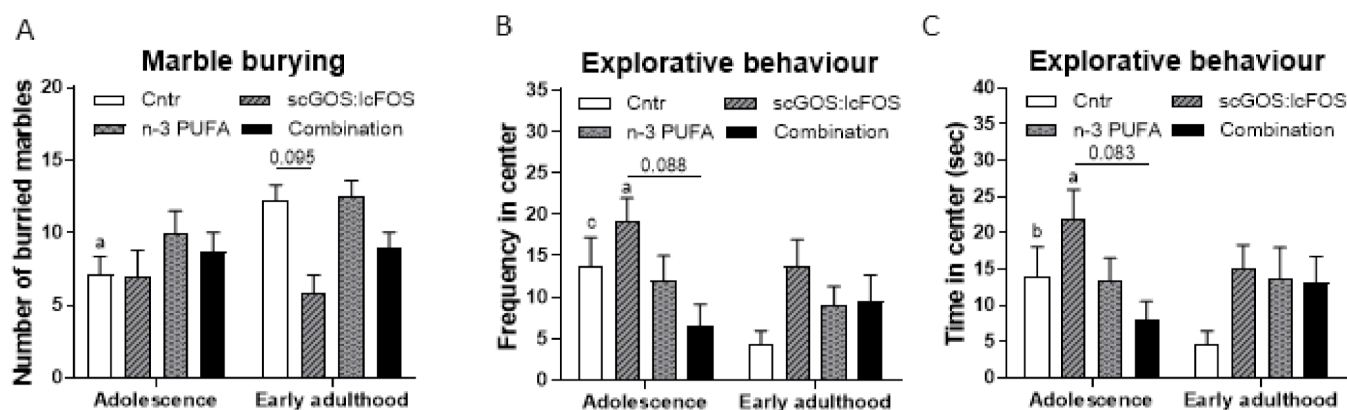 A
Marble burying
Number of burried marbles
20
15
10
5
0
Cntr
scGOS:lcFOS
n-3 PUFA
Combination
0.095
a
Adolescence
Early adulthood
B
Explorative behaviour
Frequency in center
35
30
25
20
15
10
5
0
Cntr
scGOS:lcFOS
n-3 PUFA
Combination
0.088
a
c
Adolescence
Early adulthood
C
Explorative behaviour
Time in center (sec)
40
35
30
25
20
15
10
5
0
Cntr
scGOS:lcFOS
n-3 PUFA
Combination
0.083
a
b
Adolescence
Early adulthood